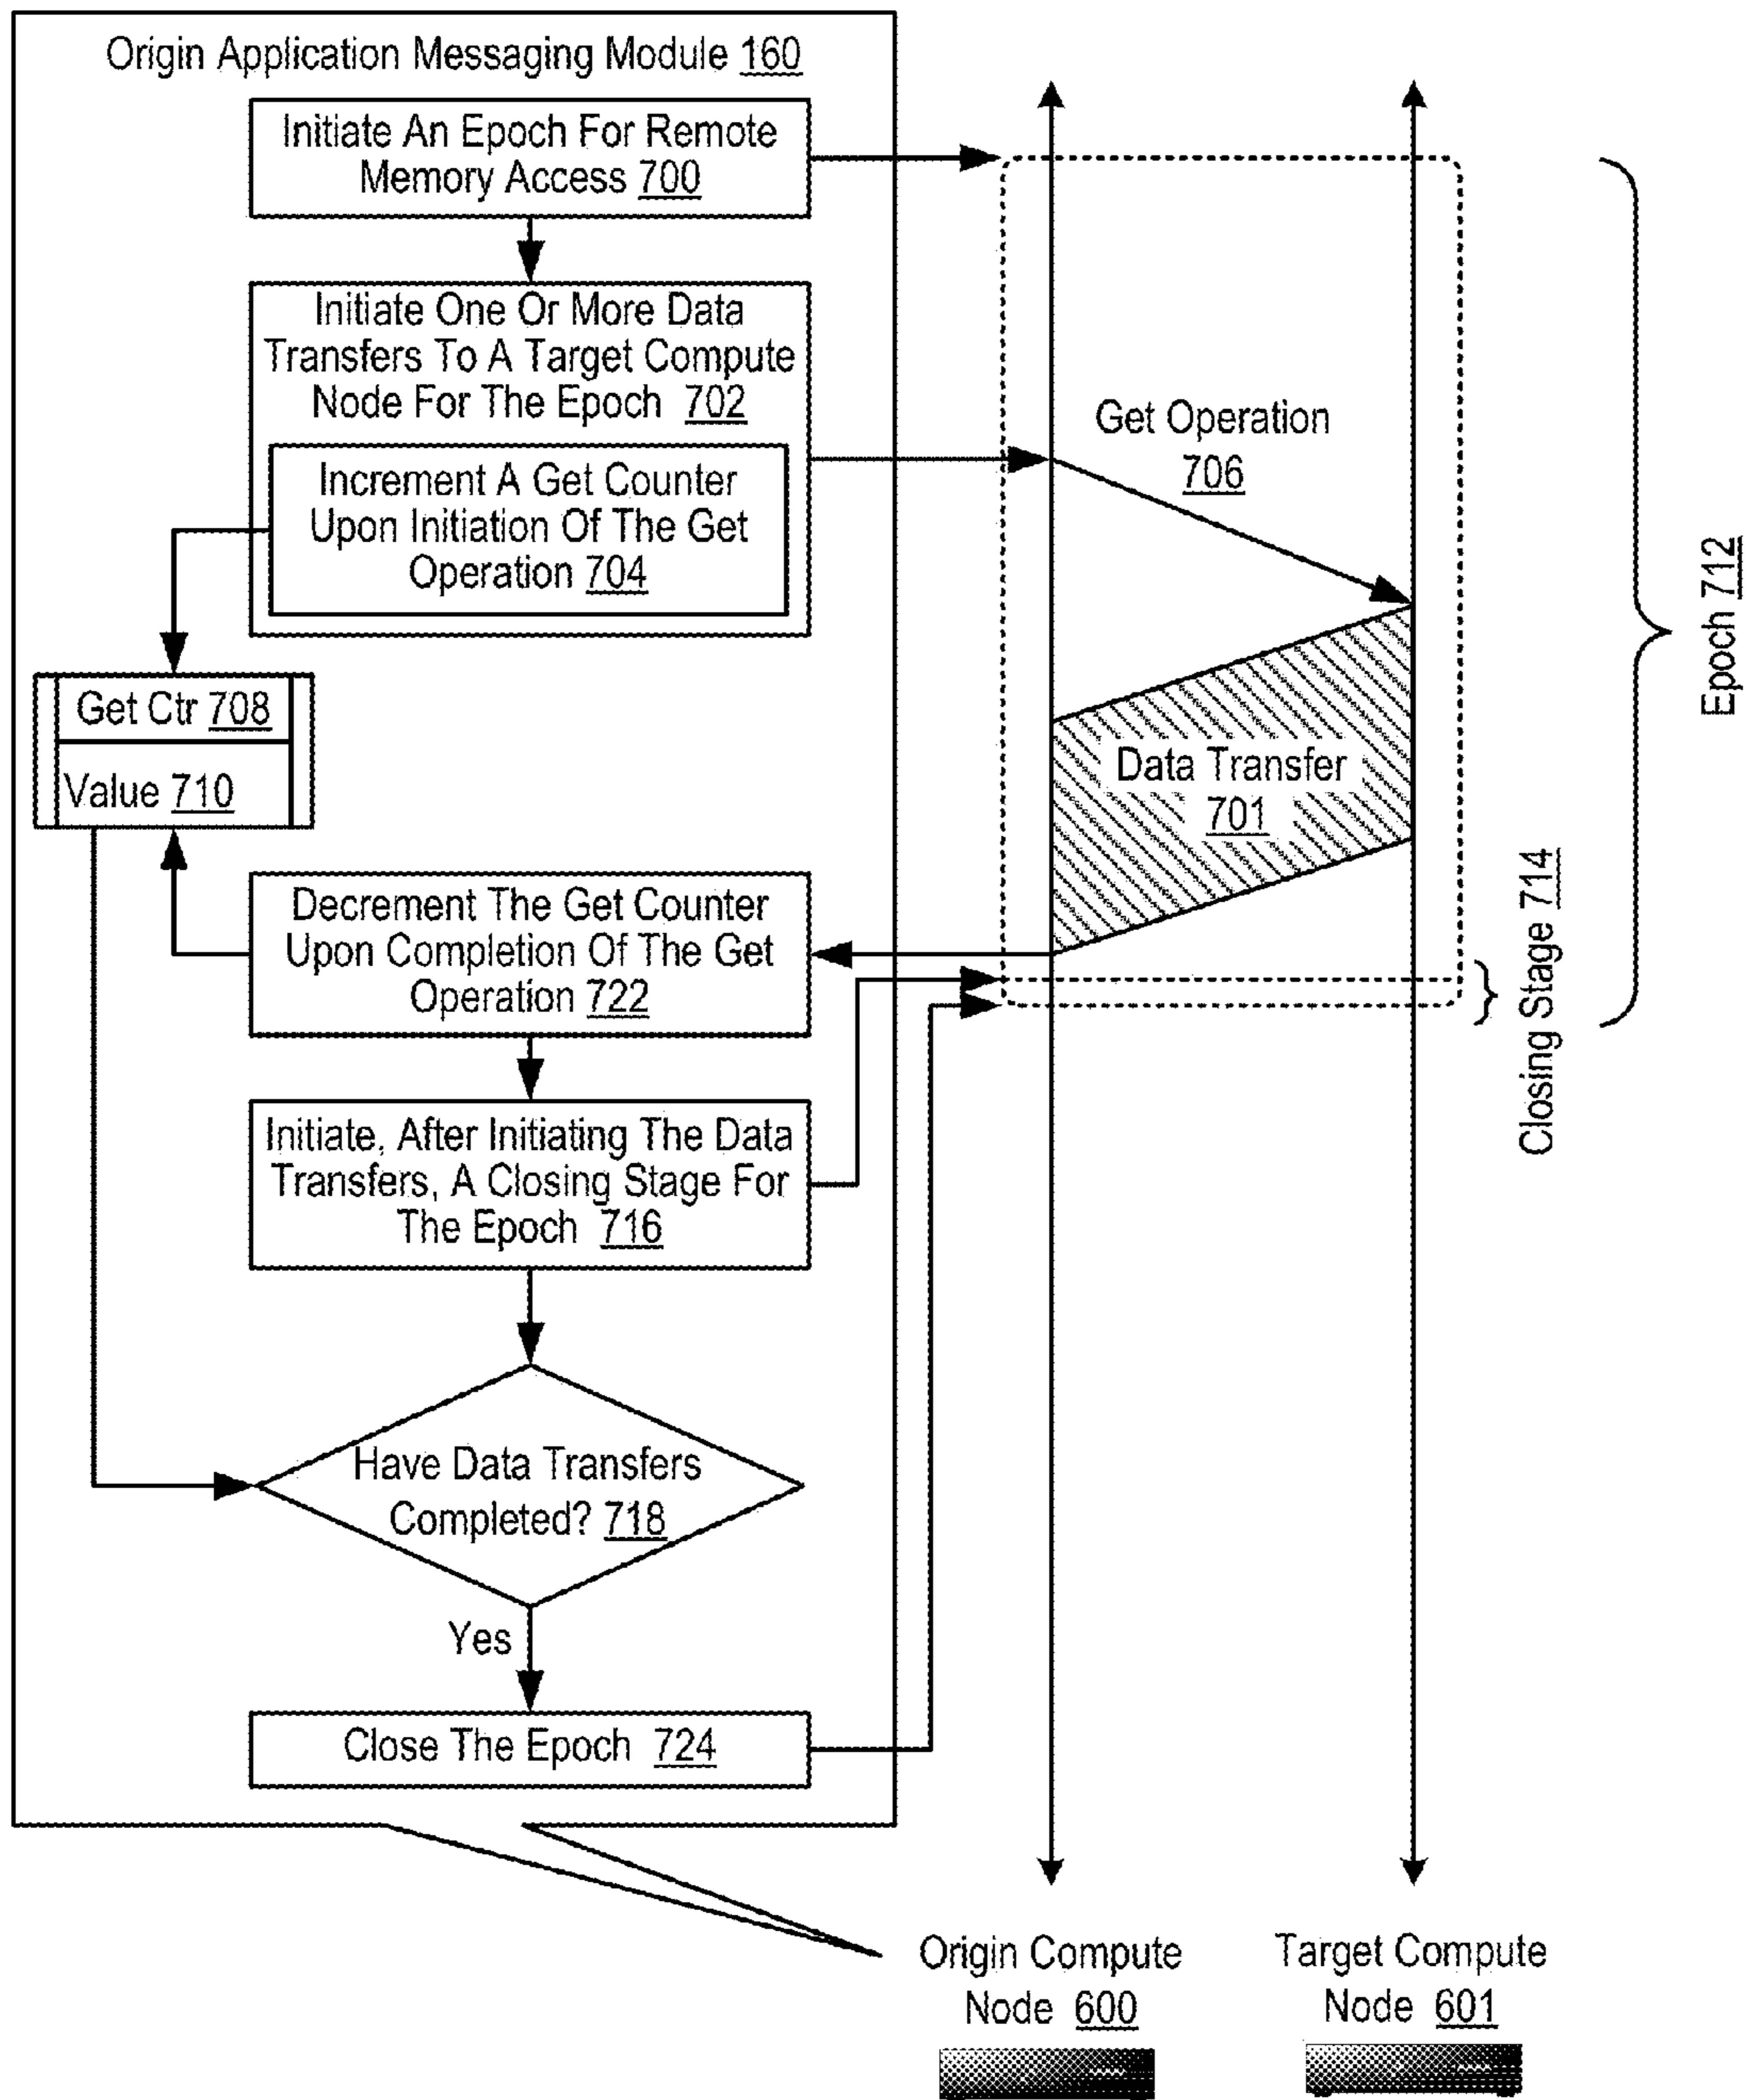 Origin Application Messaging Module 160
Initiate An Epoch For Remote
Memory Access 700
Initiate One Or More Data
Transfers To A Target Compute
Node For The Epoch 702
Increment A Get Counter
Upon Initiation Of The Get
Operation 704
Get Ctr 708
Value 710
Decrement The Get Counter
Upon Completion Of The Get
Operation 722
Initiate, After Initiating The Data
Transfers, A Closing Stage For
The Epoch 716
Have Data Transfers
Completed? 718
Yes
Close The Epoch 724
Get Operation
706
Data Transfer
701
Epoch 712
Closing Stage 714
Origin Compute
Node 600
Target Compute
Node 601